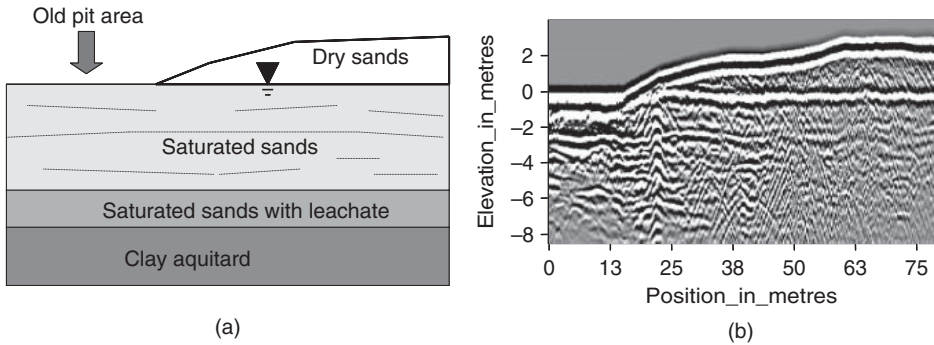 Old pit area
Dry sands
Saturated sands
Saturated sands with leachate
Clay aquitard
(a)
Elevation_in_metres
2
0
−2
−4
−6
−8
0 13 25 38 50 63 75
Position_in_metres
(b)